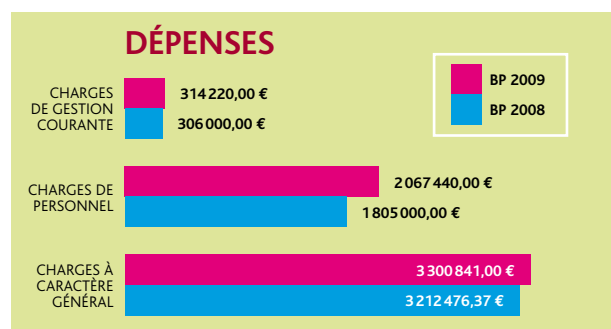 DÉPENSES
CHARGES
DE GESTION
COURANTE
314 220,00 €
306 000,00 €
BP 2009
BP 2008
CHARGES DE
PERSONNEL
2 067 440,00 €
1 805 000,00 €
CHARGES À
CARACTÈRE
GÉNÉRAL
3 300 841,00 €
3 212 476,37 €